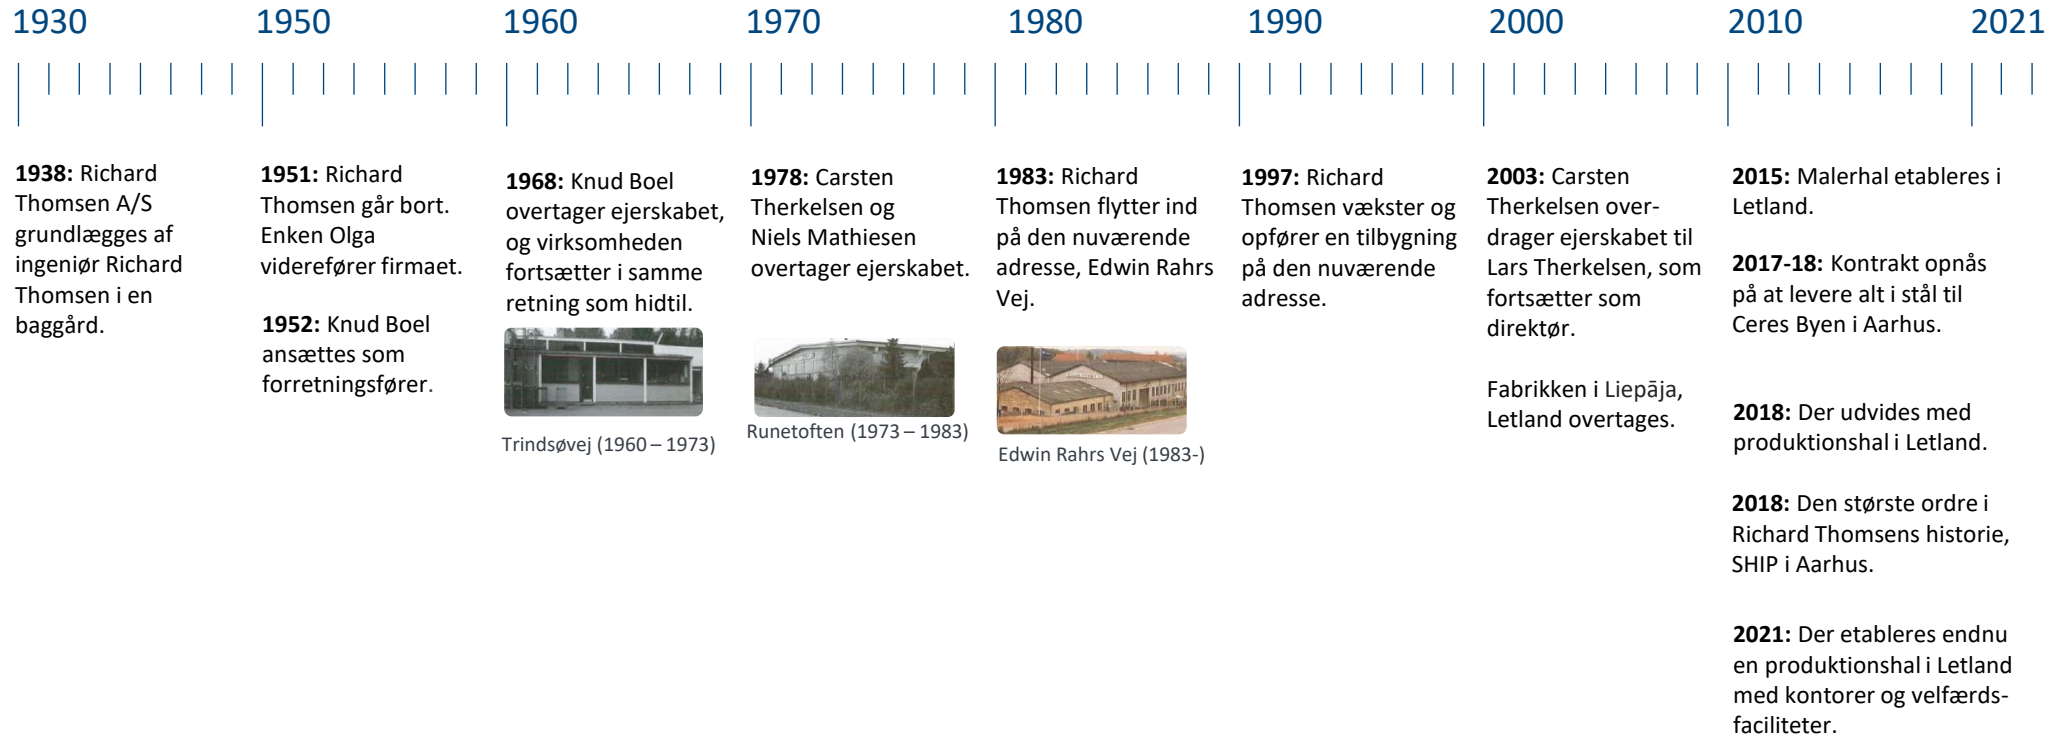 1930
1950
1960
1970
1980
1990
2000
2010
2021
1938: Richard
Thomsen A/S
grundlægges af
ingeniør Richard
Thomsen i en
baggård.
1951: Richard
Thomsen går bort.
Enken Olga
viderefører firmaet.
1952: Knud Boel
ansættes som
forretningsfører.
1968: Knud Boel
overtager ejerskabet,
og virksomheden
fortsætter i samme
retning som hidtil.
Trindsøvej (1960 – 1973)
1978: Carsten
Therkelsen og
Niels Mathiesen
overtager ejerskabet.
Runetoften (1973 – 1983)
1983: Richard
Thomsen flytter ind
på den nuværende
adresse, Edwin Rahrs
Vej.
Edwin Rahrs Vej (1983-)
1997: Richard
Thomsen vækster og
opfører en tilbygning
på den nuværende
adresse.
2003: Carsten
Therkelsen over-
drager ejerskabet til
Lars Therkelsen, som
fortsætter som
direktør.
Fabrikken i Liepāja,
Letland overtages.
2015: Malerhal etableres i
Letland.
2017-18: Kontrakt opnås
på at levere alt i stål til
Ceres Byen i Aarhus.
2018: Der udvides med
produktionshal i Letland.
2018: Den største ordre i
Richard Thomsens historie,
SHIP i Aarhus.
2021: Der etableres endnu
en produktionshal i Letland
med kontorer og velfærds-
faciliteter.